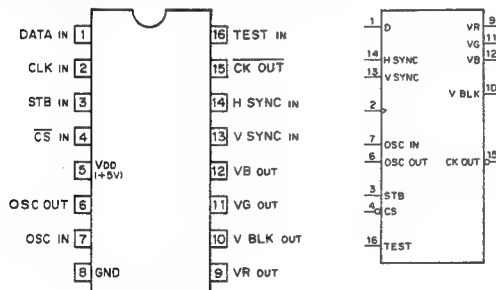 DATA IN 1
CLK IN 2
STB IN 3
CS IN 4
5 VDD
(+5V)
OSC OUT 6
OSC IN 7
8 GND
16 TEST IN
15 CK OUT
14 H SYNC IN
13 V SYNC IN
12 VB OUT
11 VG OUT
10 V BLK OUT
9 VR OUT
1 D
14 H SYNC
13 V SYNC
2
7 OSC IN
6 OSC OUT
3 STB
4 CS
16 TEST
VR 9
VG 11
VB 12
V BLK 10
CK OUT 15